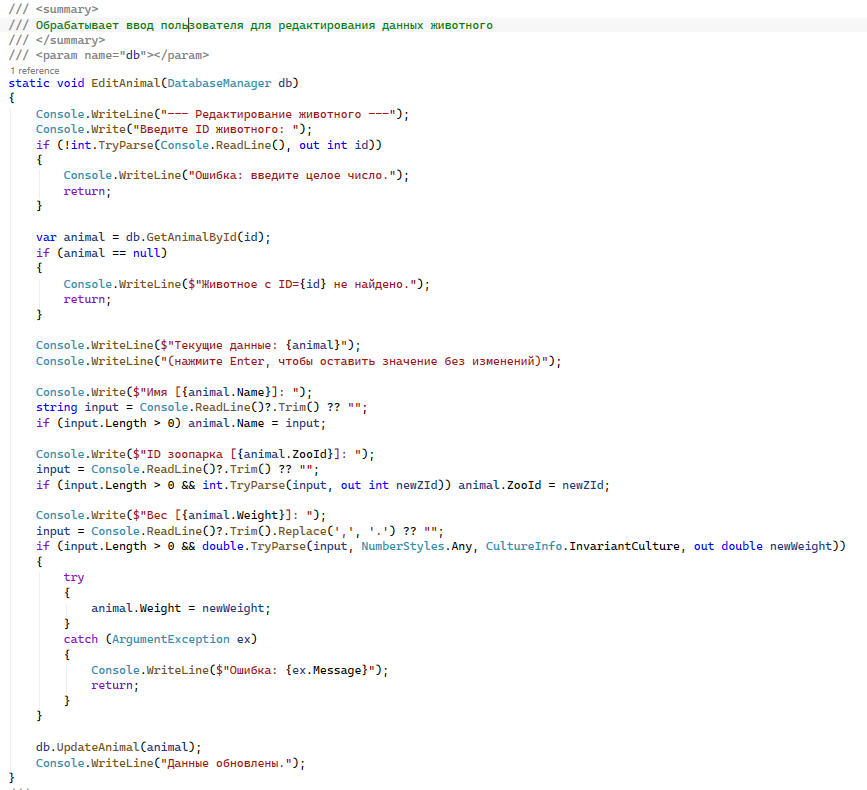 /// <summary>
/// Обрабатывает ввод пользователя для редактирования данных животного
/// </summary>
/// <param name="db"></param>
1 reference
static void EditAnimal(DatabaseManager db)
{
    Console.WriteLine("--- Редактирование животного ---");
    Console.Write("Введите ID животного: ");
    if (!int.TryParse(Console.ReadLine(), out int id))
    {
        Console.WriteLine("Ошибка: введите целое число.");
        return;
    }

    var animal = db.GetAnimalById(id);
    if (animal == null)
    {
        Console.WriteLine($"Животное с ID={id} не найдено.");
        return;
    }

    Console.WriteLine($"Текущие данные: {animal}");
    Console.WriteLine("(нажмите Enter, чтобы оставить значение без изменений)");

    Console.Write($"Имя [{animal.Name}]: ");
    string input = Console.ReadLine()?.Trim() ?? "";
    if (input.Length > 0) animal.Name = input;

    Console.Write($"ID зоопарка [{animal.ZooId}]: ");
    input = Console.ReadLine()?.Trim() ?? "";
    if (input.Length > 0 && int.TryParse(input, out int newZId)) animal.ZooId = newZId;

    Console.Write($"Вес [{animal.Weight}]: ");
    input = Console.ReadLine()?.Trim().Replace(',', '.') ?? "";
    if (input.Length > 0 && double.TryParse(input, NumberStyles.Any, CultureInfo.InvariantCulture, out double newWeight))
    {
        try
        {
            animal.Weight = newWeight;
        }
        catch (ArgumentException ex)
        {
            Console.WriteLine($"Ошибка: {ex.Message}");
            return;
        }
    }

    db.UpdateAnimal(animal);
    Console.WriteLine("Данные обновлены.");
}